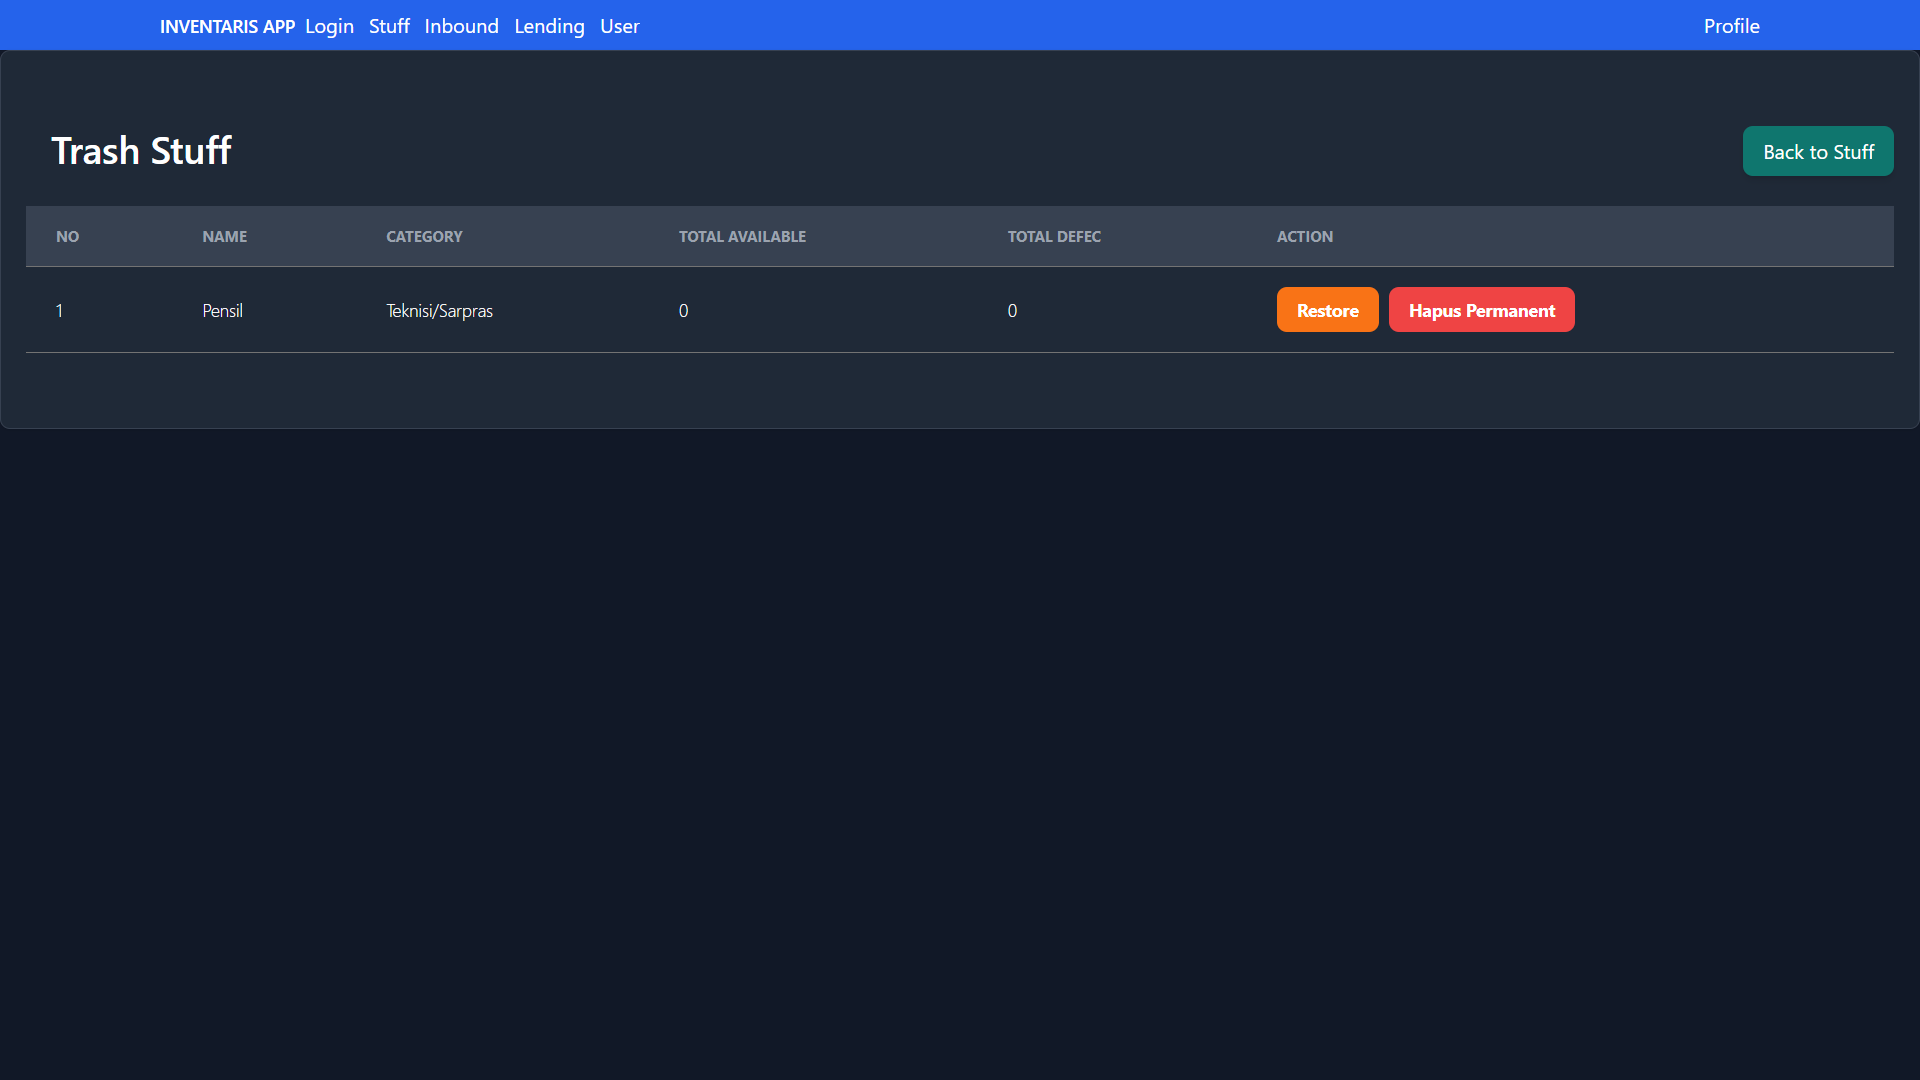 INVENTARIS APP Login Stuff Inbound Lending User Profile
Trash Stuff Back to Stuff
NO NAME CATEGORY TOTAL AVAILABLE TOTAL DEFEC ACTION
1 Pensil Teknisi/Sarpras 0 0 Restore Hapus Permanent